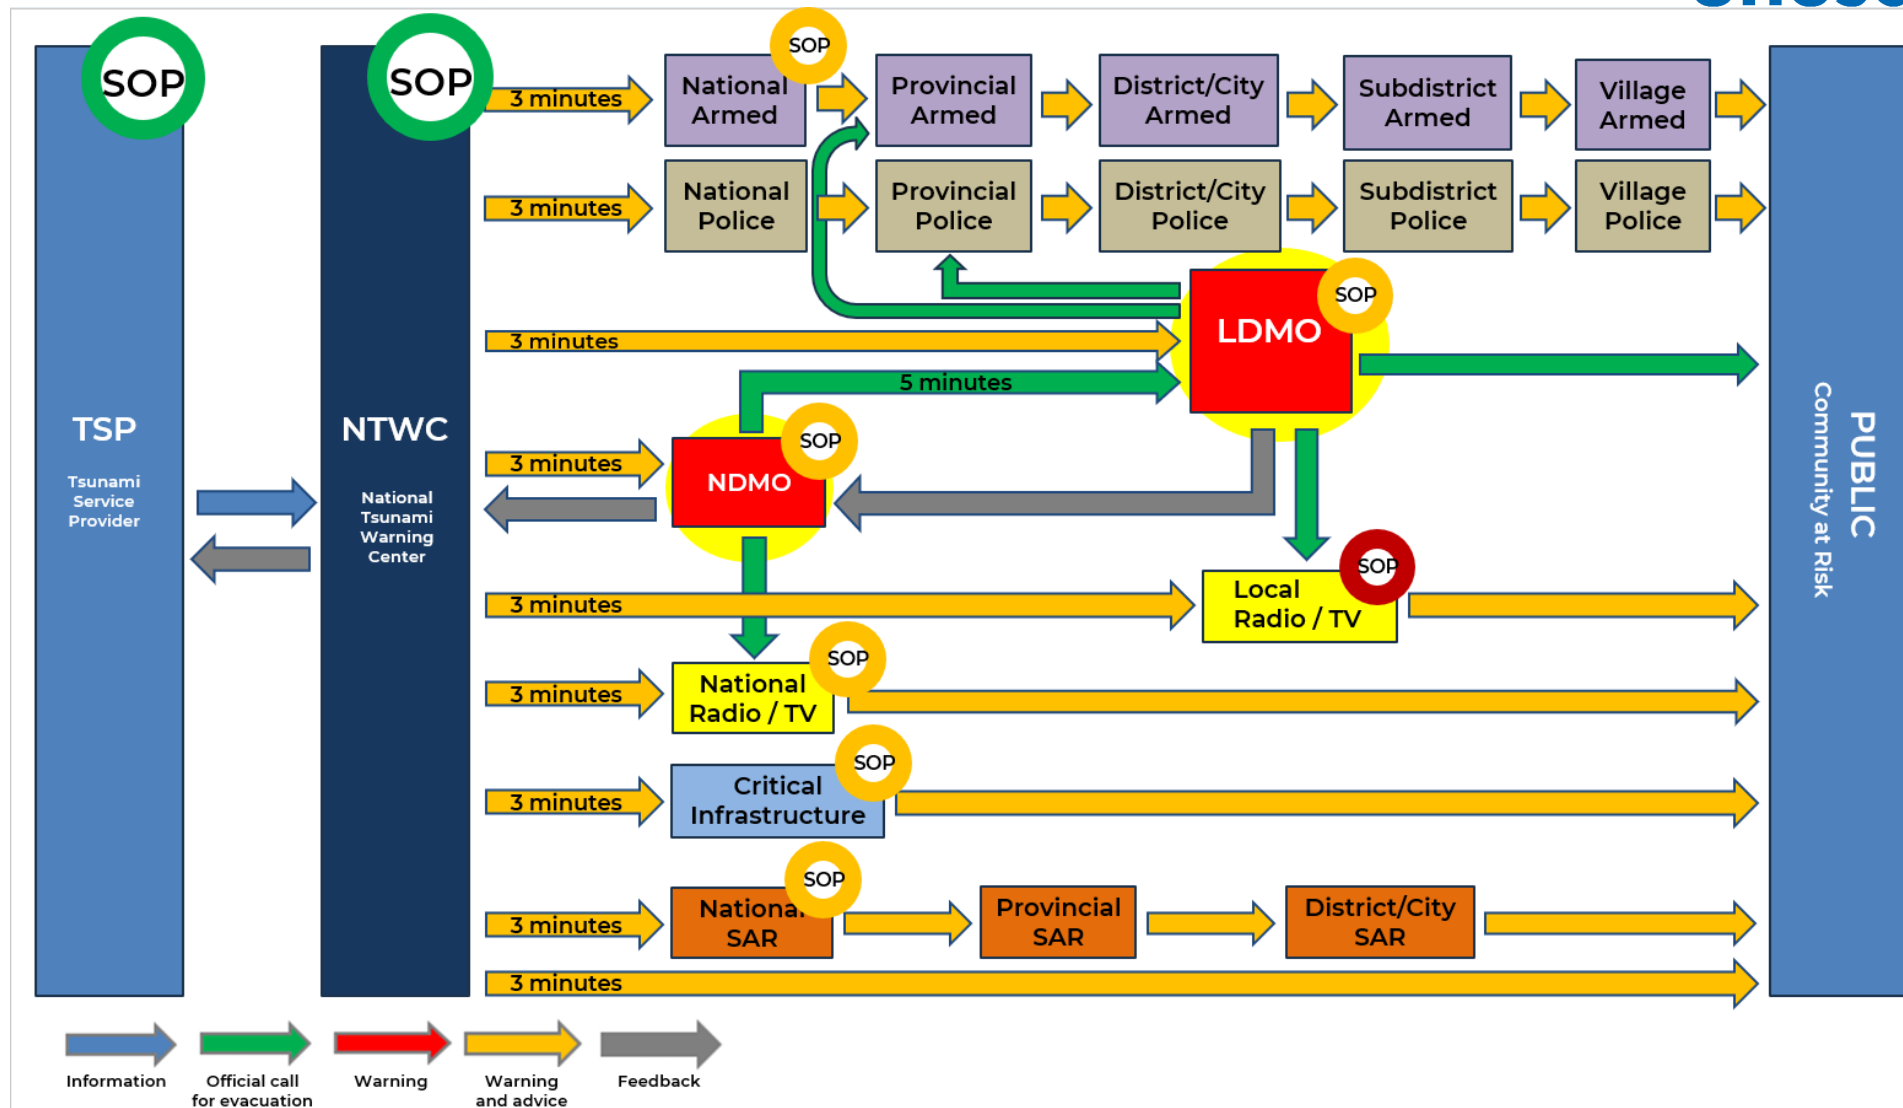 SOP
SOP
SOP
3 minutes
National
Armed
Provincial
Armed
District/City
Armed
Subdistrict
Armed
Village
Armed
3 minutes
National
Police
Provincial
Police
District/City
Police
Subdistrict
Police
Village
Police
SOP
LDMO
3 minutes
5 minutes
TSP
Tsunami
Service
Provider
NTWC
National
Tsunami
Warning
Center
SOP
3 minutes
NDMO
PUBLIC
Community at Risk
SOP
3 minutes
Local
Radio / TV
SOP
3 minutes
National
Radio / TV
SOP
3 minutes
Critical
Infrastructure
SOP
3 minutes
National
SAR
Provincial
SAR
District/City
SAR
3 minutes
Information
Official call
for evacuation
Warning
Warning
and advice
Feedback